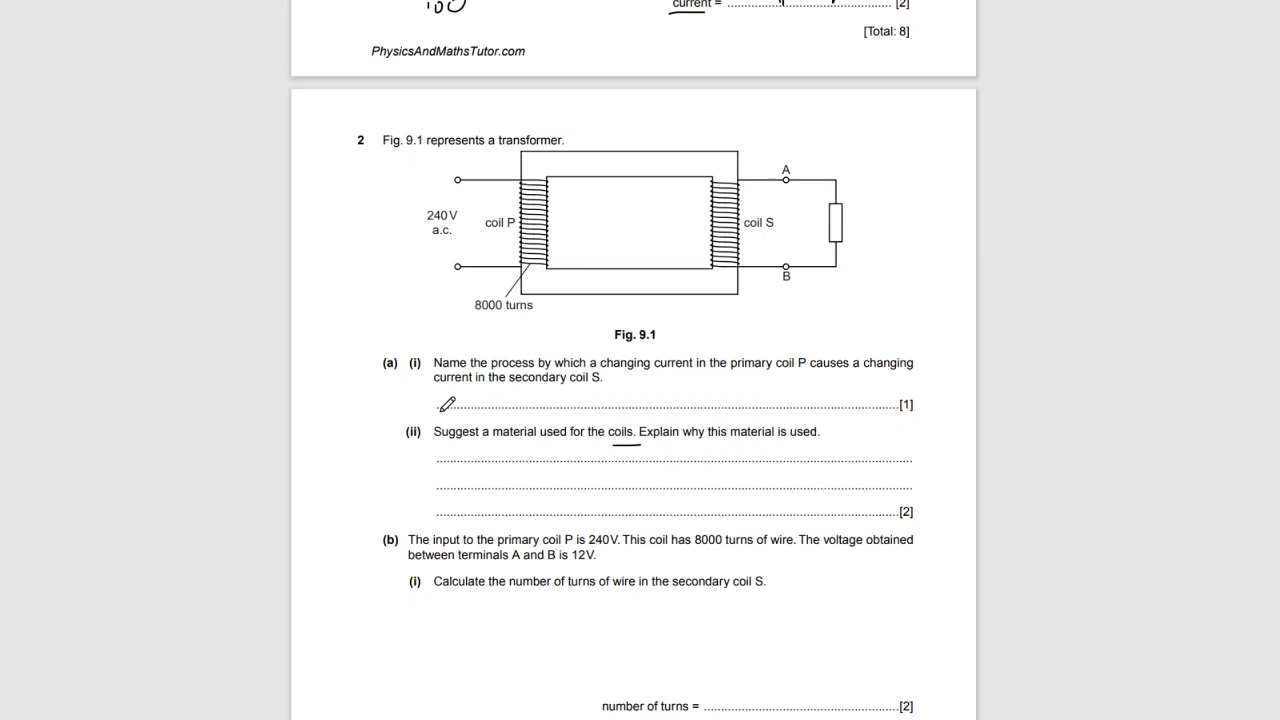 current = ........................................... [2]
[Total: 8]
PhysicsAndMathsTutor.com
2 Fig. 9.1 represents a transformer.
A
240 V
a.c.
coil P
coil S
B
8000 turns
Fig. 9.1
(a) (i) Name the process by which a changing current in the primary coil P causes a changing
current in the secondary coil S.
...........................................................................................................[1]
(ii) Suggest a material used for the coils. Explain why this material is used.
...........................................................................................................
...........................................................................................................
...........................................................................................................[2]
(b) The input to the primary coil P is 240 V. This coil has 8000 turns of wire. The voltage obtained
between terminals A and B is 12 V.
(i) Calculate the number of turns of wire in the secondary coil S.
number of turns = ...........................................................[2]